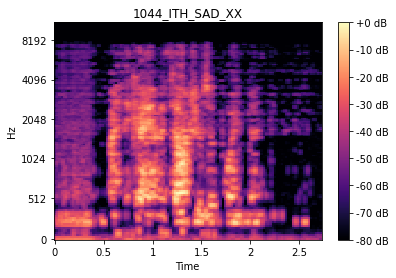 1044_ITH_SAD_XX
+0 dB
8192
-10 dB
4096
-20 dB
-30 dB
2048
Hz
-40 dB
1024
-50 dB
512
-60 dB
-70 dB
0
-80 dB
0 0.5 1 1.5 2 2.5
Time